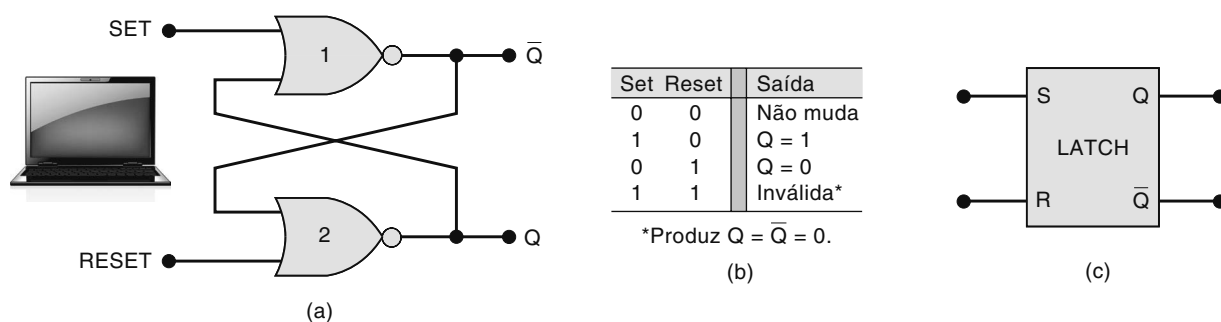 SET
1
Q̅
2
Q
RESET
(a)
Set Reset Saída
0 0 Não muda
1 0 Q = 1
0 1 Q = 0
1 1 Inválida*
*Produz Q = Q̅ = 0.
(b)
S Q
LATCH
R Q̅
(c)